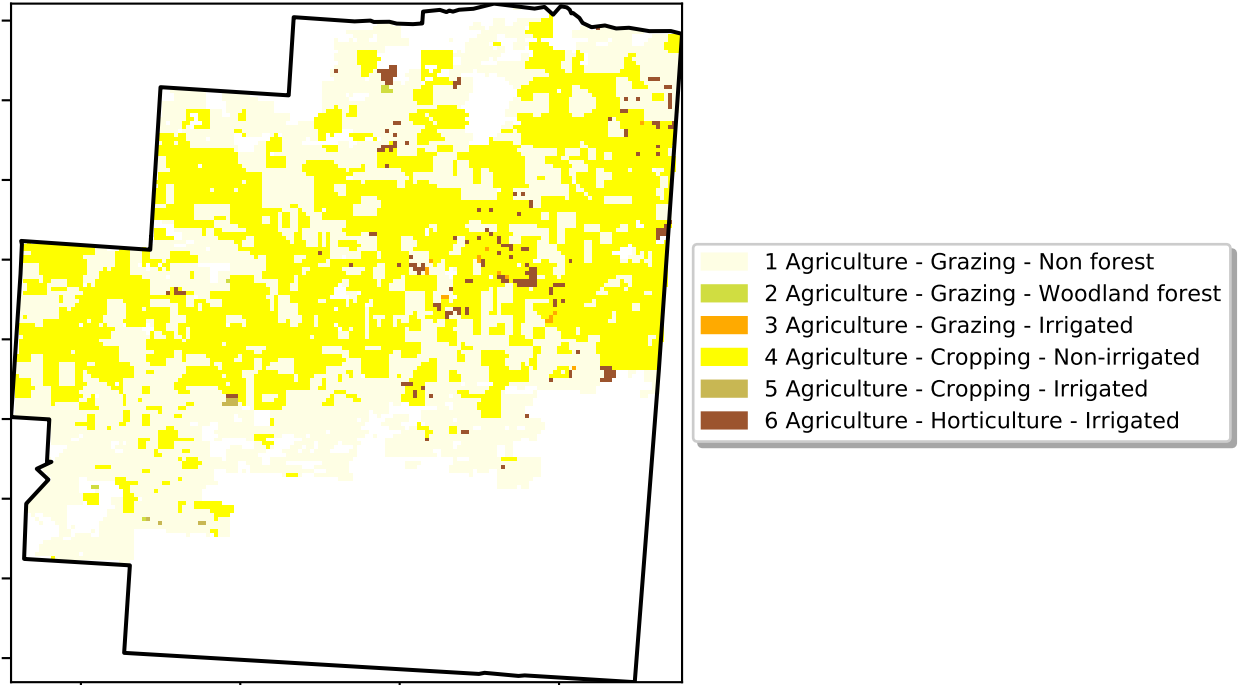 1 Agriculture - Grazing - Non forest
2 Agriculture - Grazing - Woodland forest
3 Agriculture - Grazing - Irrigated
4 Agriculture - Cropping - Non-irrigated
5 Agriculture - Cropping - Irrigated
6 Agriculture - Horticulture - Irrigated